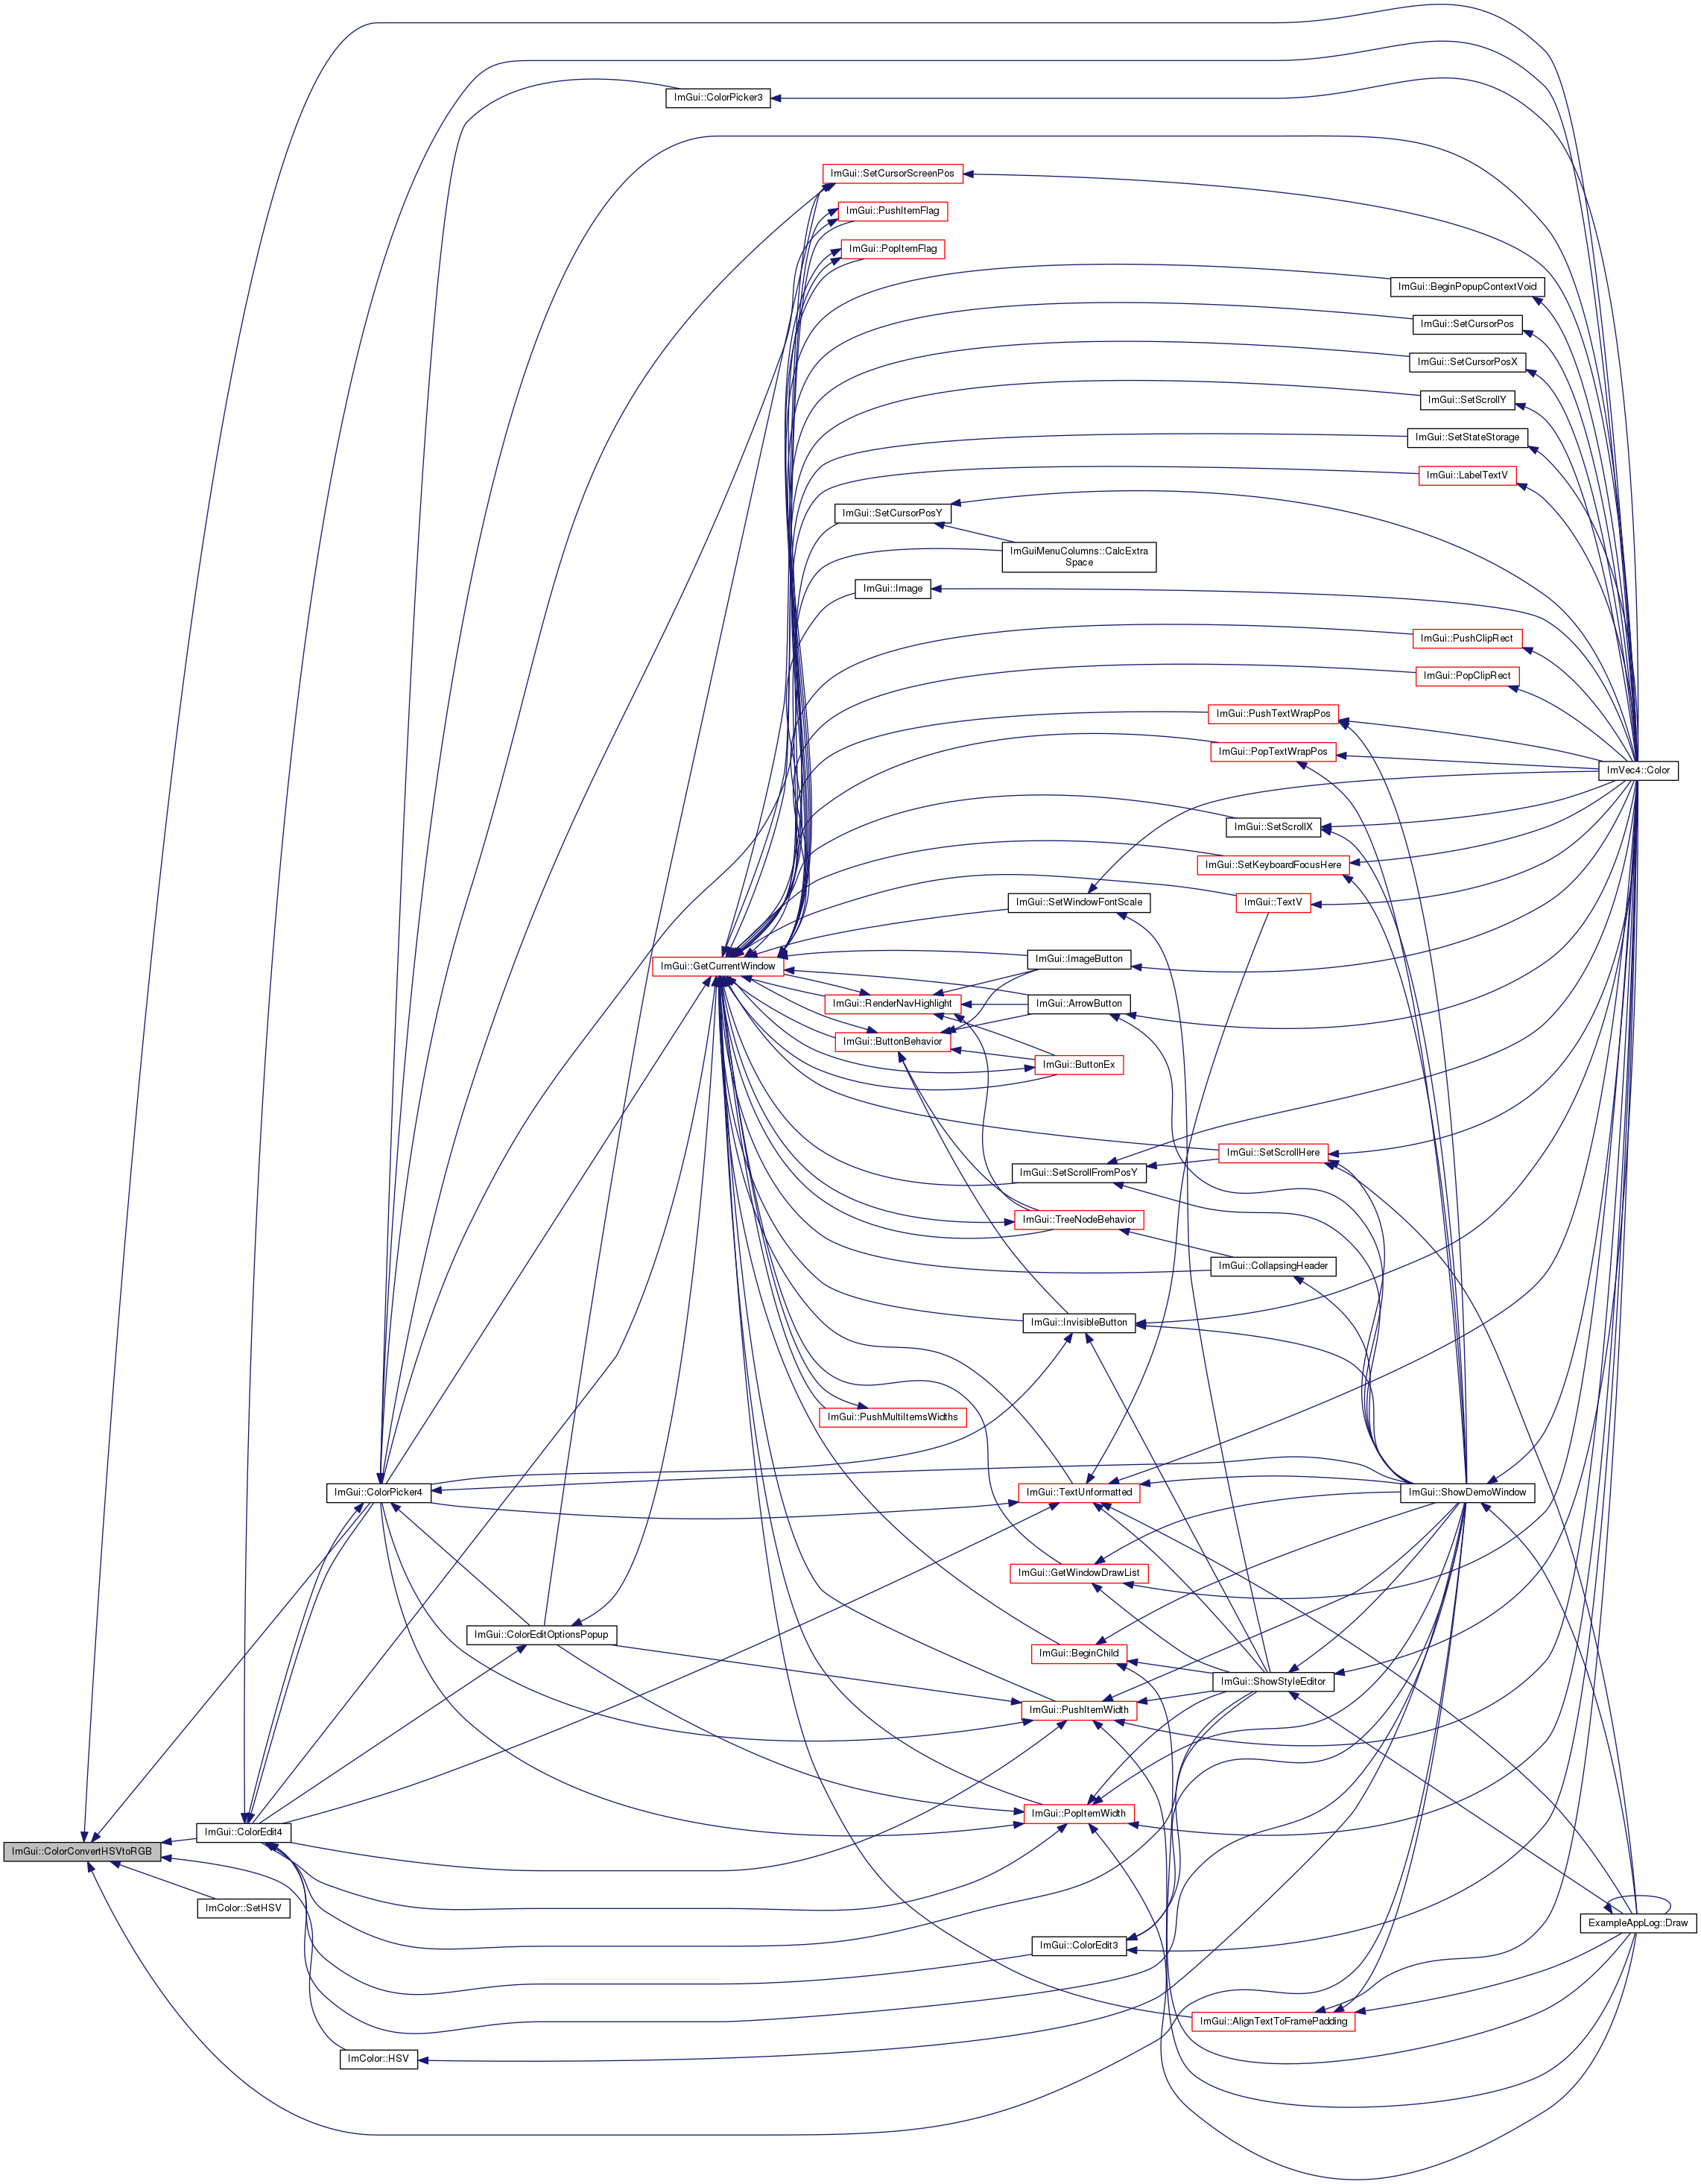 ImGui::ColorPicker3
ImGui::SetCursorScreenPos
ImGui::PushItemFlag
ImGui::PopItemFlag
ImGui::BeginPopupContextVoid
ImGui::SetCursorPos
ImGui::SetCursorPosX
ImGui::SetScrollY
ImGui::SetStateStorage
ImGui::LabelTextV
ImGui::SetCursorPosY
ImGuiMenuColumns::CalcExtra
Space
ImGui::Image
ImGui::PushClipRect
ImGui::PopClipRect
ImGui::PushTextWrapPos
ImGui::PopTextWrapPos
ImVec4::Color
ImGui::SetScrollX
ImGui::SetKeyboardFocusHere
ImGui::SetWindowFontScale
ImGui::TextV
ImGui::ImageButton
ImGui::GetCurrentWindow
ImGui::RenderNavHighlight
ImGui::ArrowButton
ImGui::ButtonBehavior
ImGui::ButtonEx
ImGui::SetScrollHere
ImGui::SetScrollFromPosY
ImGui::TreeNodeBehavior
ImGui::CollapsingHeader
ImGui::InvisibleButton
ImGui::PushMultiItemsWidths
ImGui::ColorPicker4
ImGui::TextUnformatted
ImGui::ShowDemoWindow
ImGui::GetWindowDrawList
ImGui::ColorEditOptionsPopup
ImGui::BeginChild
ImGui::ShowStyleEditor
ImGui::PushItemWidth
ImGui::PopItemWidth
ImGui::ColorEdit4
ImGui::ColorConvertHSVtoRGB
ImColor::SetHSV
ExampleAppLog::Draw
ImGui::ColorEdit3
ImGui::AlignTextToFramePadding
ImColor::HSV